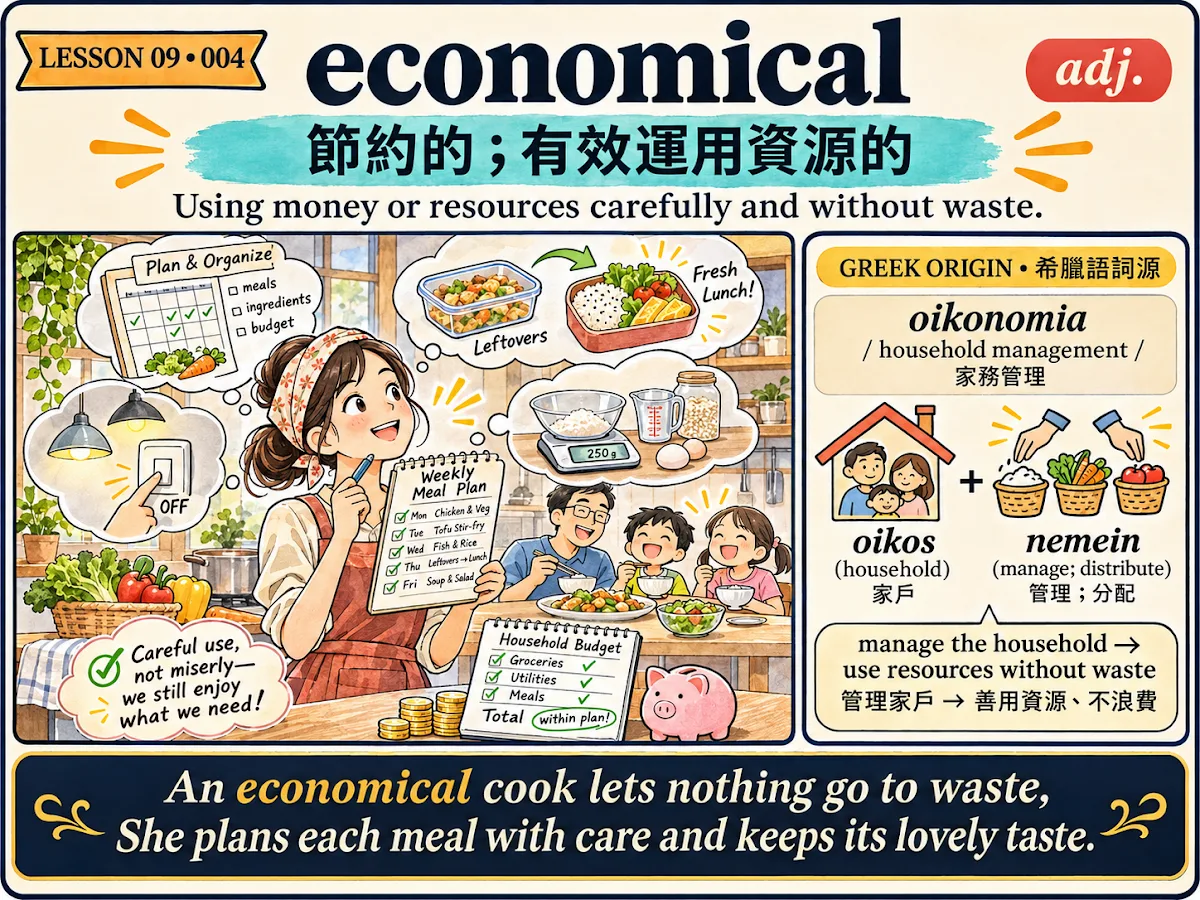 LESSON 09 • 004
economical
adj.
節約的；有效運用資源的
Using money or resources carefully and without waste.
Plan & Organize
meals
ingredients
budget
Leftovers
Fresh
Lunch!
OFF
250 g
Weekly
Meal Plan
Mon Chicken & Veg
Tue Tofu Stir-fry
Wed Fish & Rice
Thu Leftovers → Lunch
Fri Soup & Salad
Careful use,
not miserly—
we still enjoy
what we need!
Household Budget
Groceries
Utilities
Meals
Total within plan!
GREEK ORIGIN • 希臘語詞源
oikonomia
/ household management /
家務管理
+
oikos
(household)
家戶
nemein
(manage; distribute)
管理；分配
manage the household →
use resources without waste
管理家戶 → 善用資源、不浪費
An economical cook lets nothing go to waste,
She plans each meal with care and keeps its lovely taste.